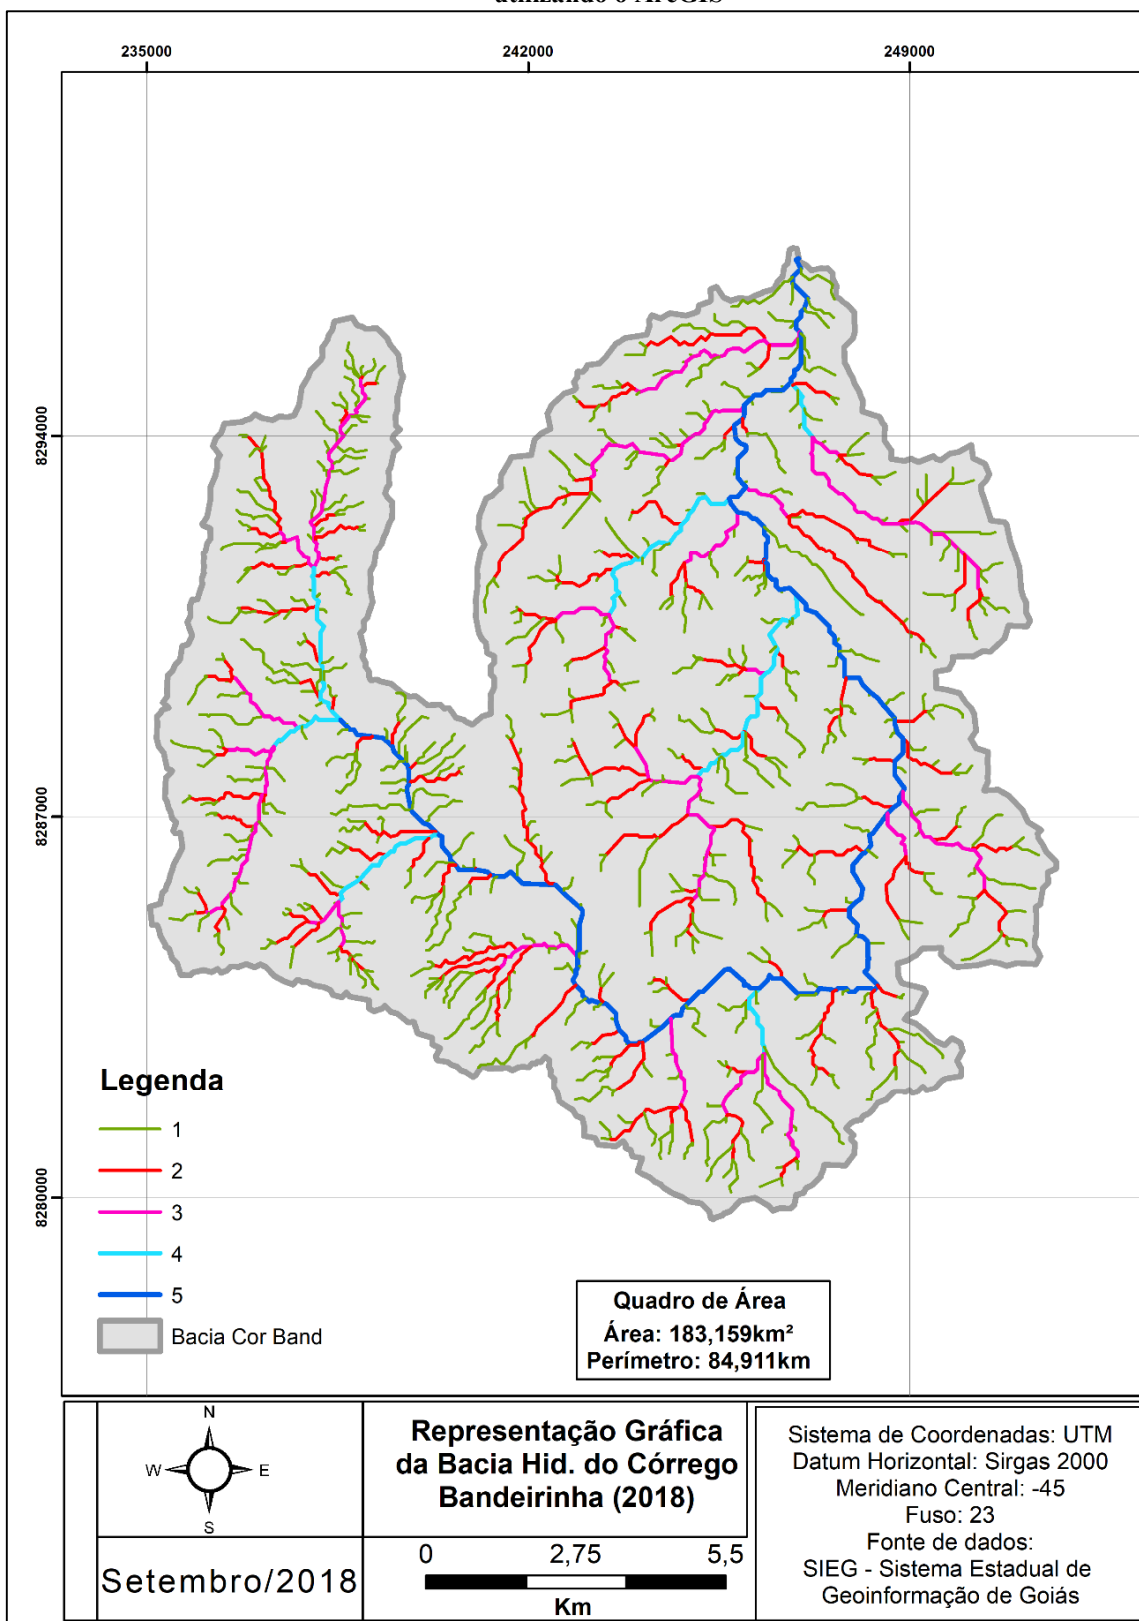 utilizando o ArcGIS
235000
242000
249000
8294000
8287000
8280000
Legenda
1
2
3
4
5
Bacia Cor Band
Quadro de Área
Área: 183,159km²
Perímetro: 84,911km
N
W
E
S
Setembro/2018
Representação Gráfica
da Bacia Hid. do Córrego
Bandeirinha (2018)
0
2,75
5,5
Km
Sistema de Coordenadas: UTM
Datum Horizontal: Sirgas 2000
Meridiano Central: -45
Fuso: 23
Fonte de dados:
SIEG - Sistema Estadual de
Geoinformação de Goiás